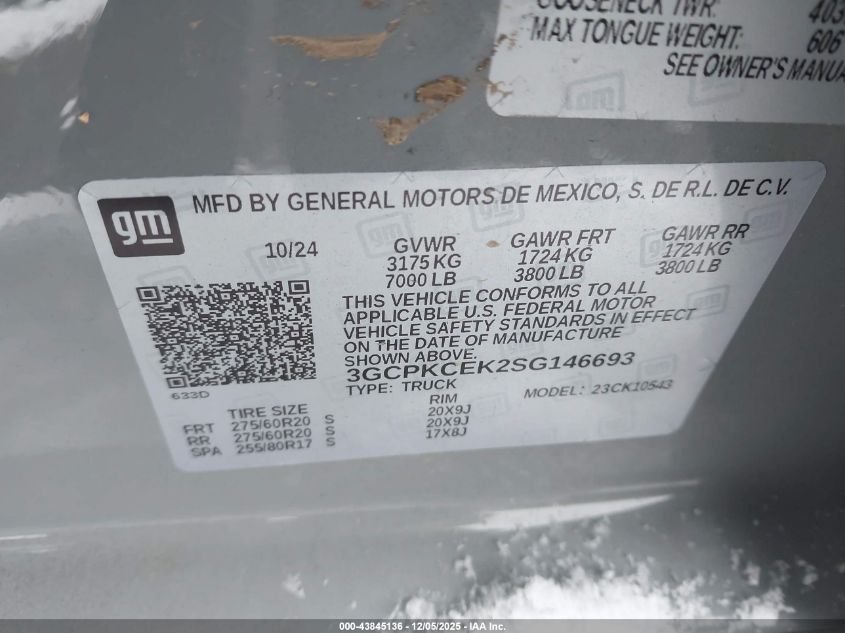 GOOSENECK TWR: 403
MAX TONGUE WEIGHT: 606
SEE OWNER'S MANUA
gm
MFD BY GENERAL MOTORS DE MEXICO, S. DE R.L. DE C.V.
10/24 GVWR GAWR FRT GAWR RR
3175 KG 1724 KG 1724 KG
7000 LB 3800 LB 3800 LB
THIS VEHICLE CONFORMS TO ALL
APPLICABLE U.S. FEDERAL MOTOR
VEHICLE SAFETY STANDARDS IN EFFECT
ON THE DATE OF MANUFACTURE
SHOWN ABOVE.
3GCPKCEK2SG146693
TYPE: TRUCK MODEL: 23CK10543
633D
TIRE SIZE RIM
FRT 275/60R20 S 20X9J
RR 275/60R20 S 20X9J
SPA 255/80R17 S 17X8J
000-43845136 - 12/05/2025 - IAA Inc.